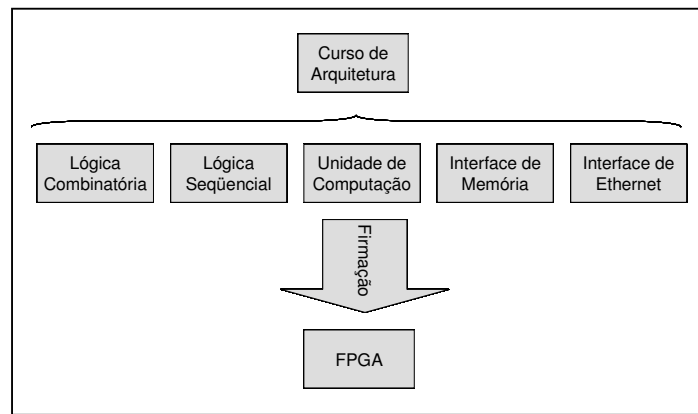 Curso de
Arquitetura
Lógica
Combinatória
Lógica
Seqüencial
Unidade de
Computação
Interface de
Memória
Interface de
Ethernet
Firmação
FPGA